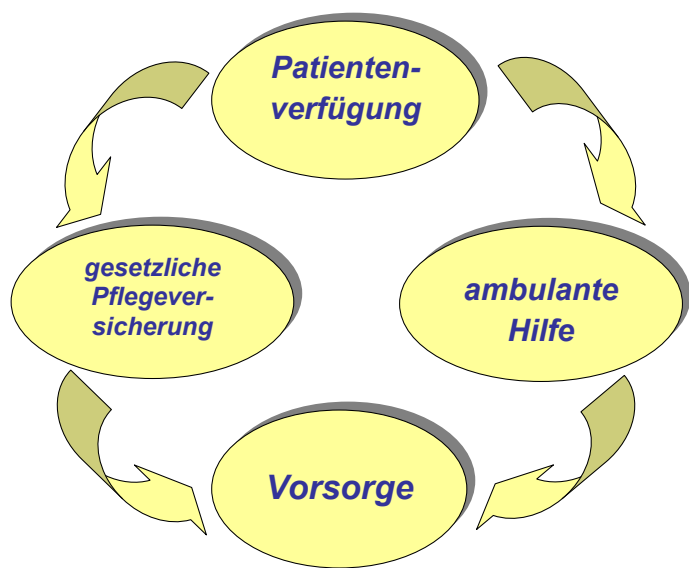 Patienten-
verfügung
gesetzliche
Pflegever-
sicherung
ambulante
Hilfe
Vorsorge